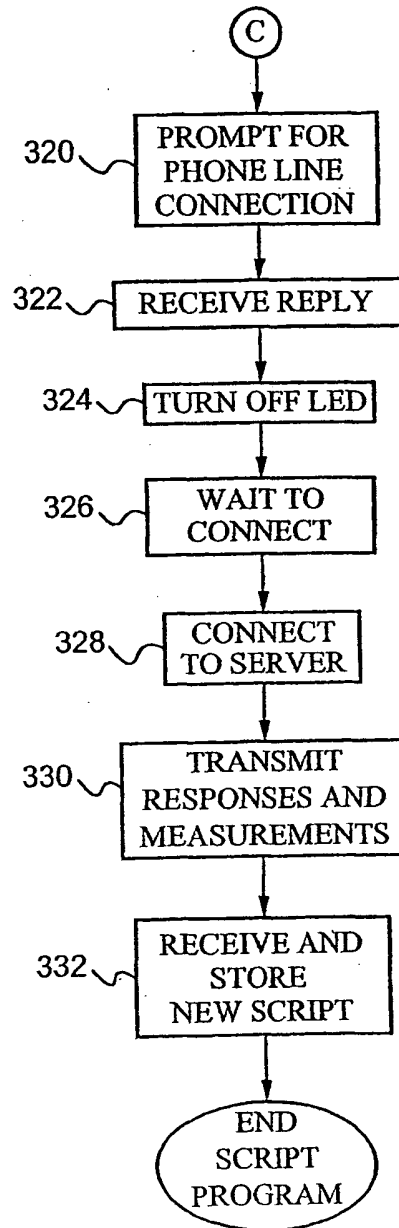 C
320
PROMPT FOR
PHONE LINE
CONNECTION
322
RECEIVE REPLY
324
TURN OFF LED
326
WAIT TO
CONNECT
328
CONNECT
TO SERVER
330
TRANSMIT
RESPONSES AND
MEASUREMENTS
332
RECEIVE AND
STORE
NEW SCRIPT
END
SCRIPT
PROGRAM